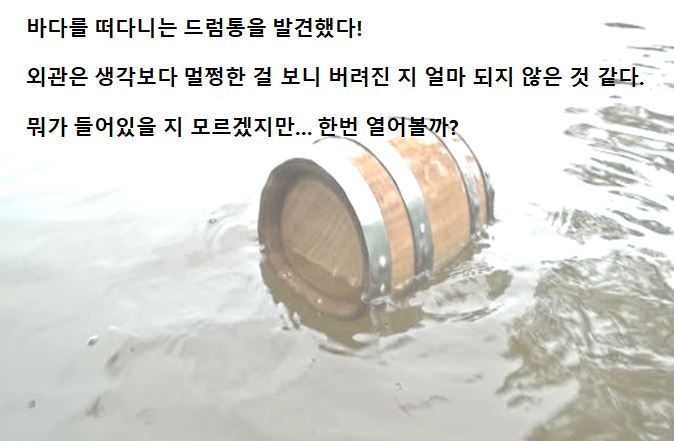 바다를 떠다니는 드럼통을 발견했다!
외관은 생각보다 멀쩡한 걸 보니 버려진 지 얼마 되지 않은 것 같다.
뭐가 들어있을 지 모르겠지만... 한번 열어볼까?